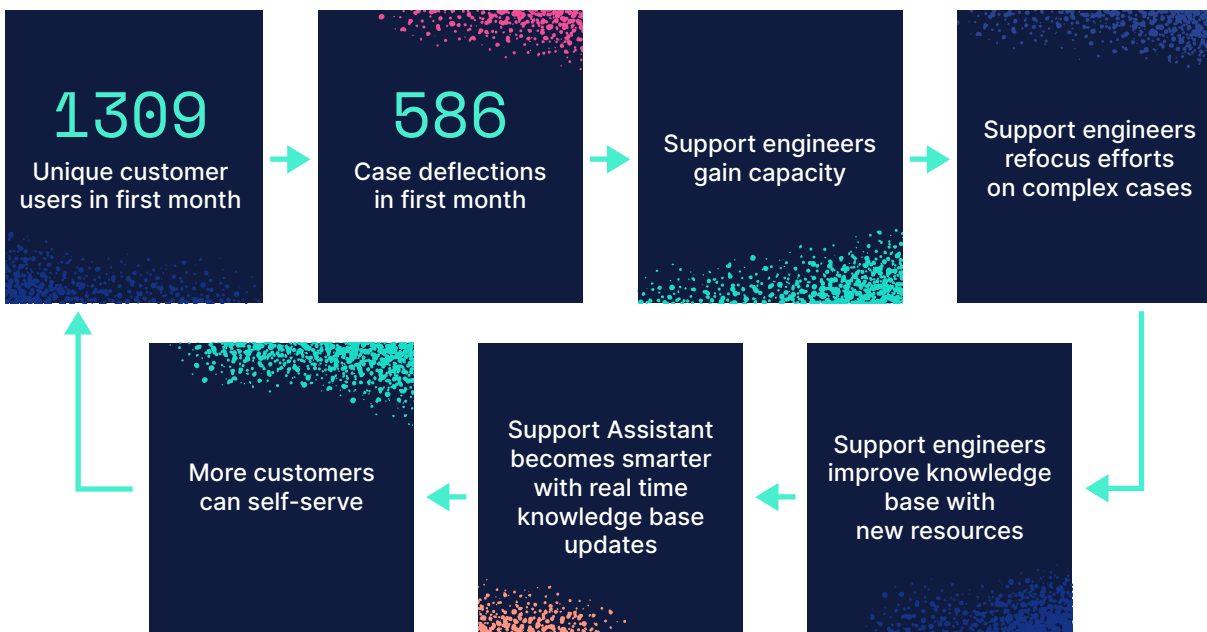 1309
Unique customer
users in first month
586
Case deflections
in first month
Support engineers
gain capacity
Support engineers
refocus efforts
on complex cases
Support engineers
improve knowledge
base with
new resources
Support Assistant
becomes smarter
with real time
knowledge base
updates
More customers
can self-serve